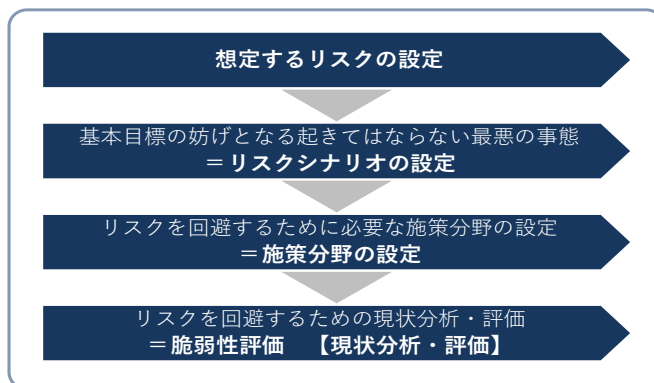 想定するリスクの設定
基本目標の妨げとなる起きてはならない最悪の事態
＝リスクシナリオの設定
リスクを回避するために必要な施策分野の設定
＝施策分野の設定
リスクを回避するための現状分析・評価
＝脆弱性評価　【現状分析・評価】